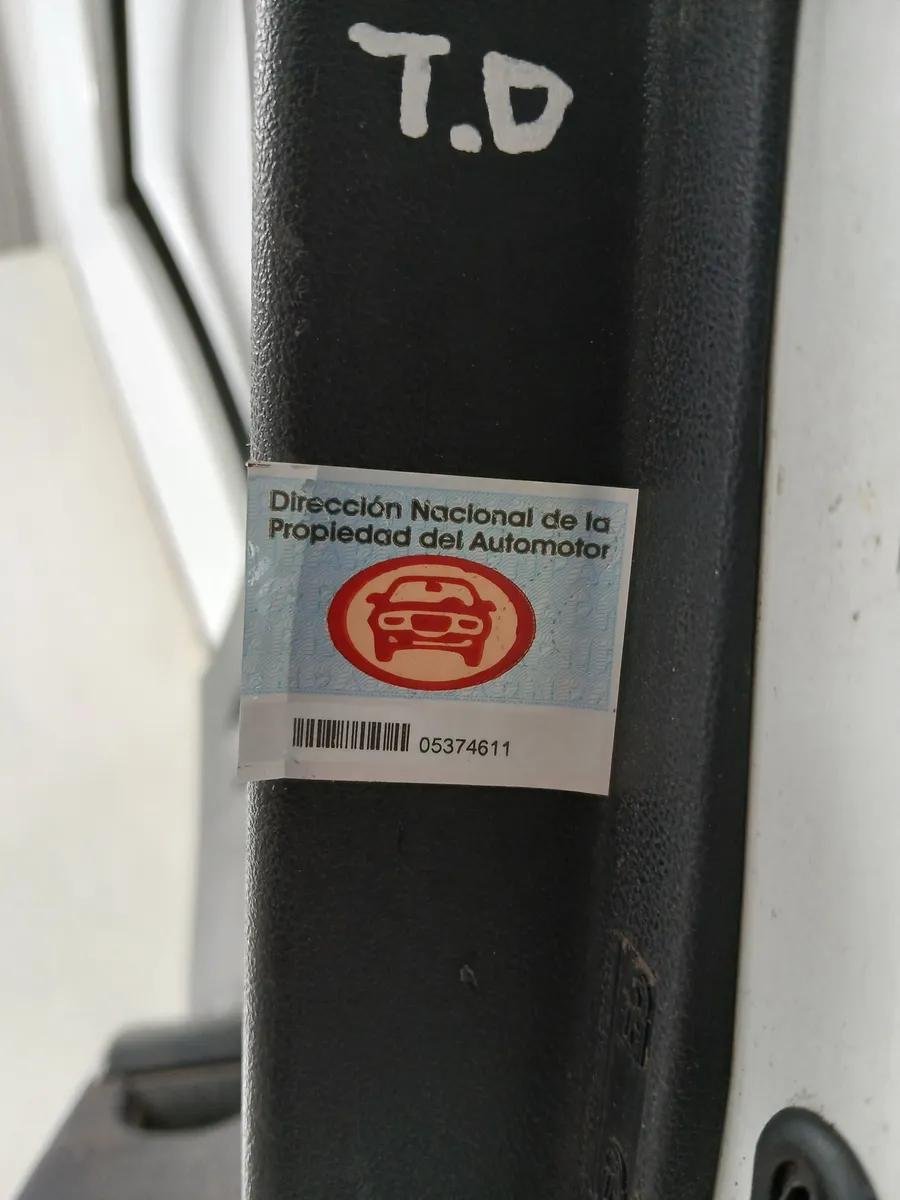 T.D
Dirección Nacional de la
Propiedad del Automotor
05374611